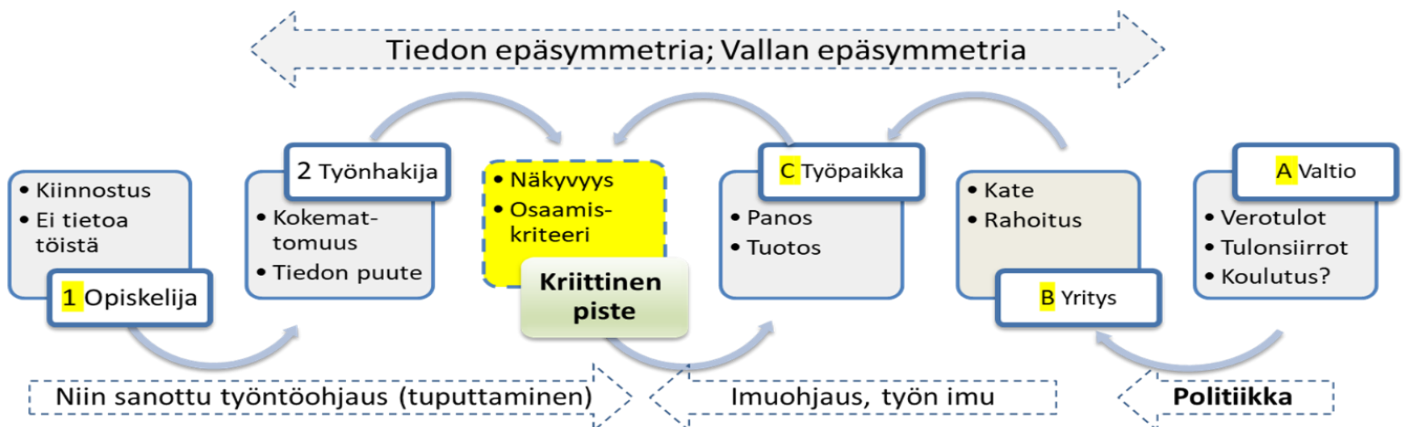 Tiedon epäsymmetria; Vallan epäsymmetria
• Kiinnostus
• Ei tietoa
töistä
1 Opiskelija
2 Työnhakija
• Kokemat-
tomuus
• Tiedon puute
• Näkyvyys
• Osaamis-
kriteeri
Kriittinen
piste
C Työpaikka
• Panos
• Tuotos
• Kate
• Rahoitus
B Yritys
A Valtio
• Verotulot
• Tulonsiirrot
• Koulutus?
Niin sanottu työntöohjaus (tuputtaminen)
Imuohjaus, työn imu
Politiikka